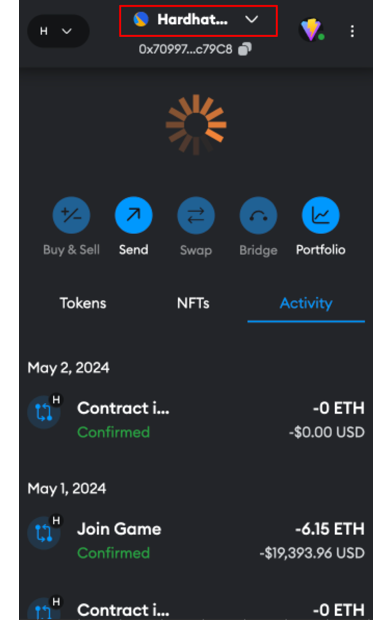 H
Hardhat...
0x70997...c79C8
Buy & Sell
Send
Swap
Bridge
Portfolio
Tokens
NFTs
Activity
May 2, 2024
H
Contract i...
-0 ETH
Confirmed
-$0.00 USD
May 1, 2024
H
Join Game
-6.15 ETH
Confirmed
-$19,393.96 USD
H
Contract i...
-0 ETH